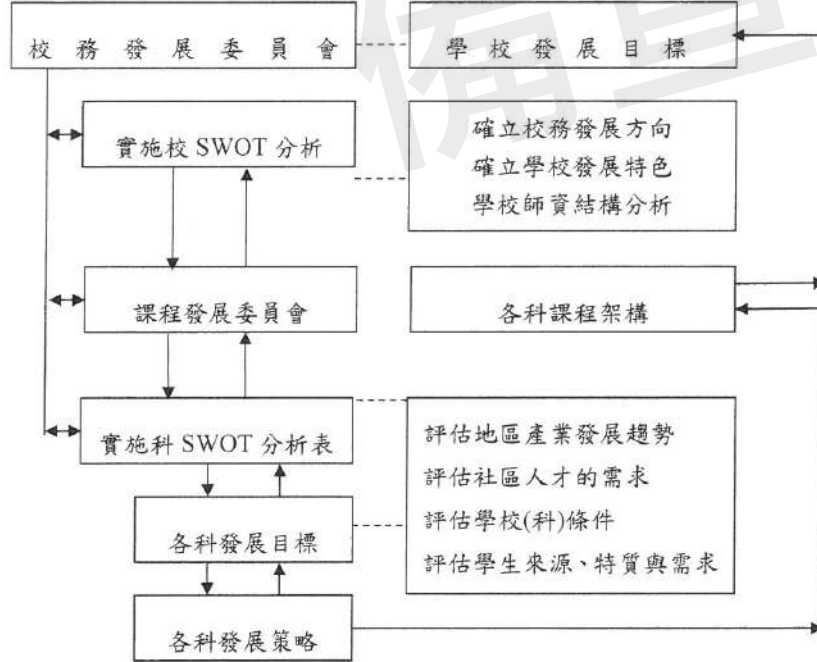 校務發展委員會
學校發展目標
實施校 SWOT 分析
確立校務發展方向
確立學校發展特色
學校師資結構分析
課程發展委員會
各科課程架構
實施科 SWOT 分析表
評估地區產業發展趨勢
評估社區人才的需求
評估學校(科)條件
評估學生來源、特質與需求
各科發展目標
各科發展策略